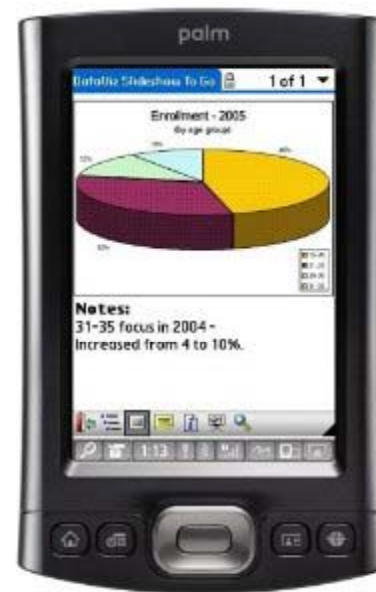 palm
DataViz Slideshow To Go 1 of 1
Enrollment - 2005
(by age group)
10%
Notes:
31-35 focus in 2004 -
Increased from 4 to 10%.
1:13